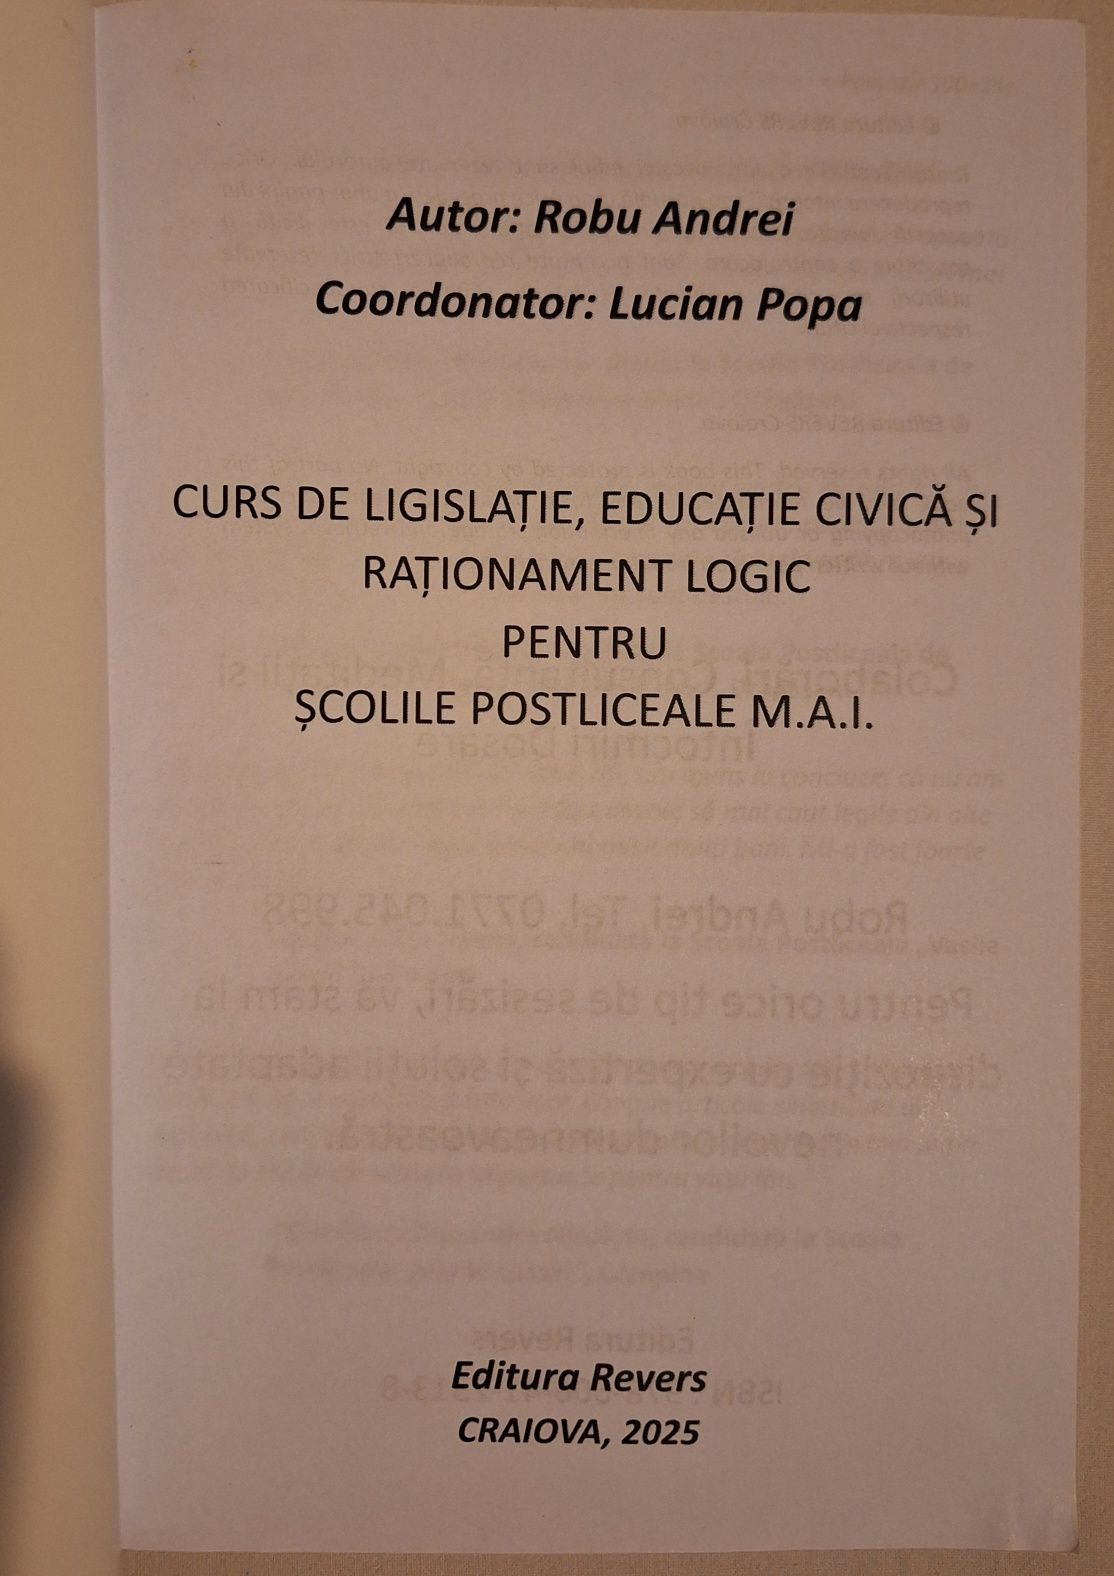 Autor: Robu Andrei
Coordonator: Lucian Popa
CURS DE LIGISLAȚIE, EDUCAȚIE CIVICĂ ȘI
RAȚIONAMENT LOGIC
PENTRU
ȘCOLILE POSTLICEALE M.A.I.
Editura Revers
CRAIOVA, 2025